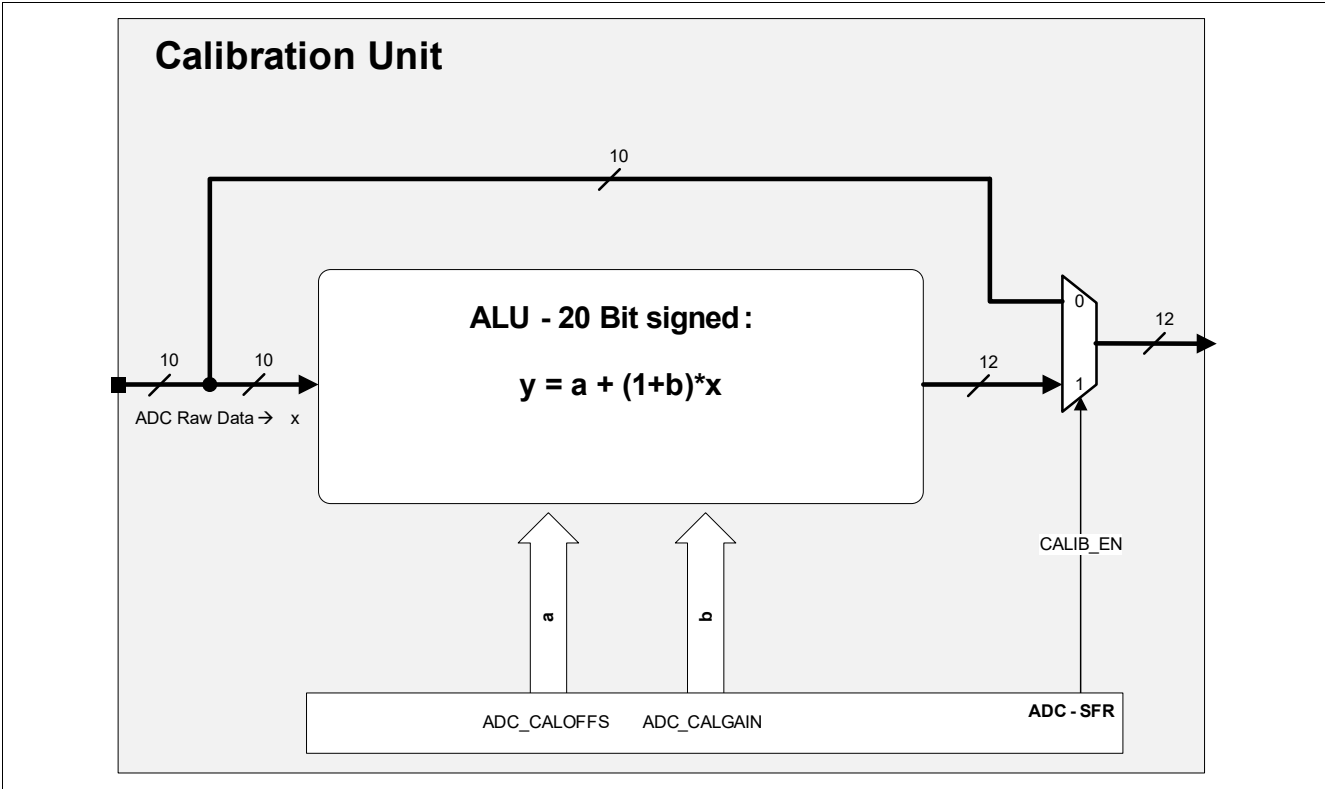 Calibration Unit
10
ALU - 20 Bit signed:
y = a + (1+b)*x
0
12
10
10
12
1
ADC Raw Data → x
CALIB_EN
a
b
ADC_CALOFFS
ADC_CALGAIN
ADC - SFR